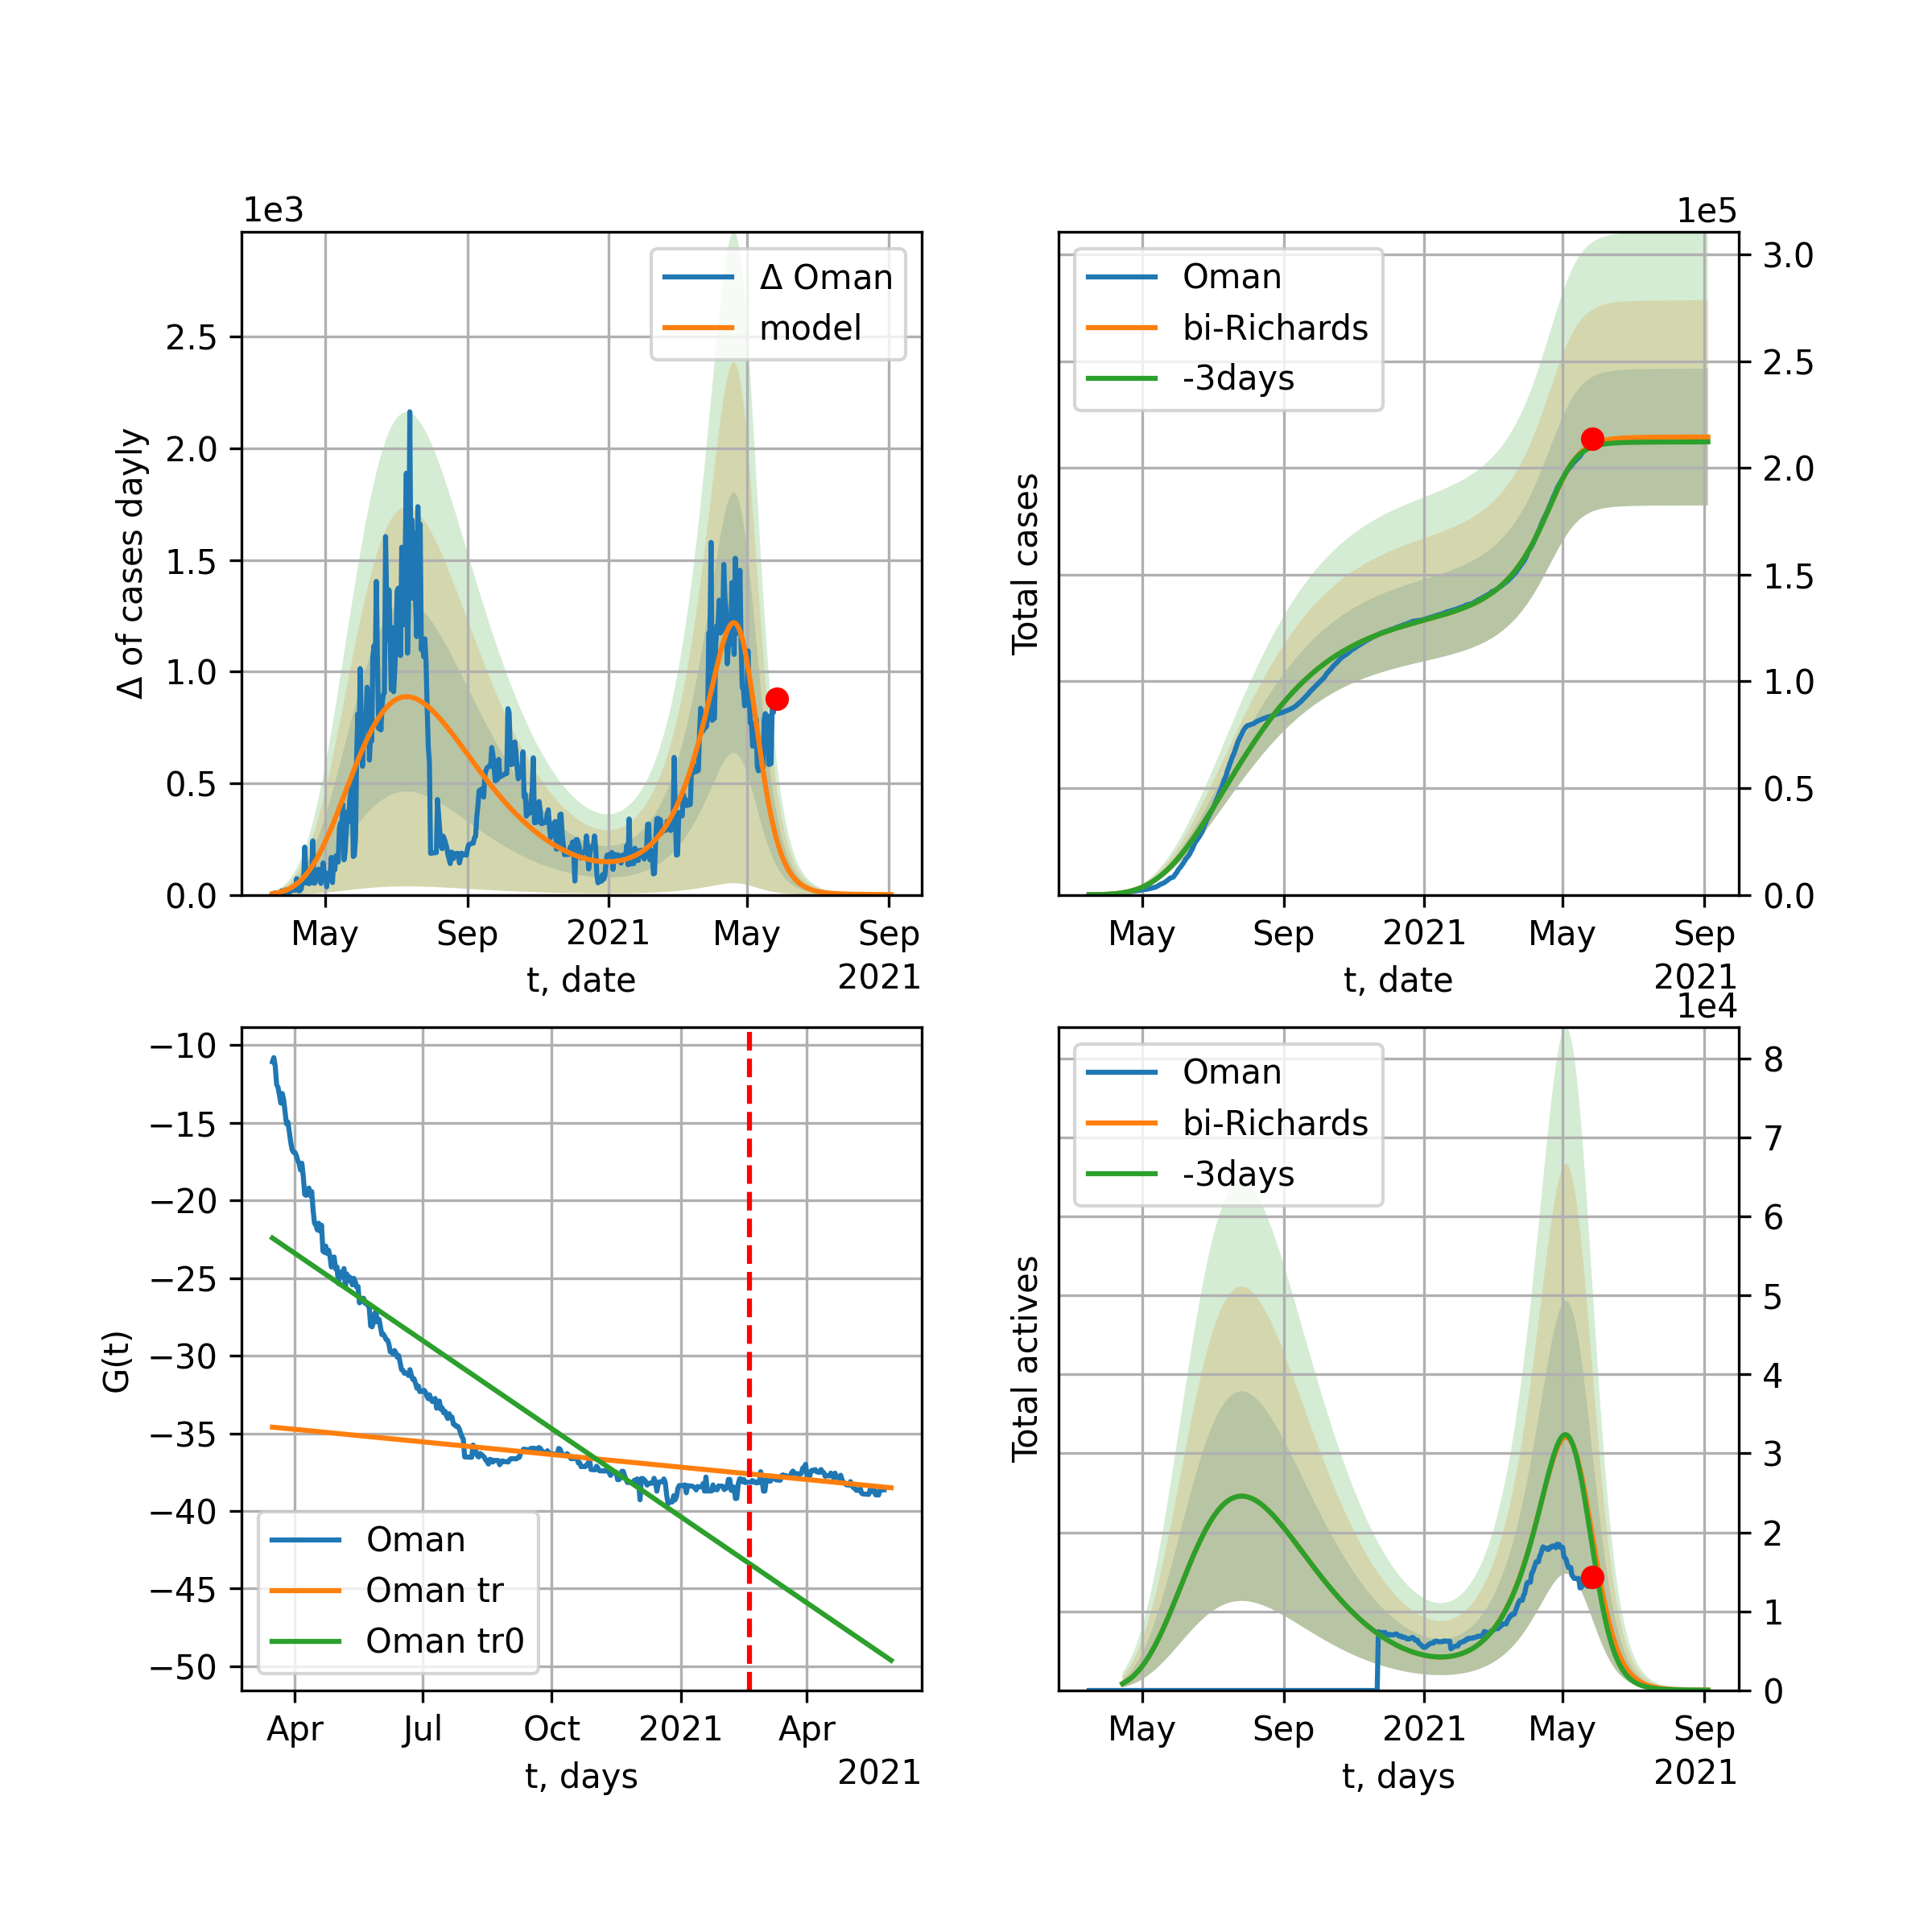 1e3
Δ Oman
model
2.5
2.0
1.5
1.0
0.5
0.0
Δ of cases dayly
May
Sep
2021
May
Sep
t, date
2021
1e5
Oman
bi-Richards
-3days
3.0
2.5
2.0
1.5
1.0
0.5
0.0
Total cases
May
Sep
2021
May
Sep
t, date
2021
−10
−15
−20
−25
−30
−35
−40
−45
−50
G(t)
Oman
Oman tr
Oman tr0
Apr
Jul
Oct
2021
Apr
t, days
2021
1e4
Oman
bi-Richards
-3days
8
7
6
5
4
3
2
1
0
Total actives
May
Sep
2021
May
Sep
t, days
2021